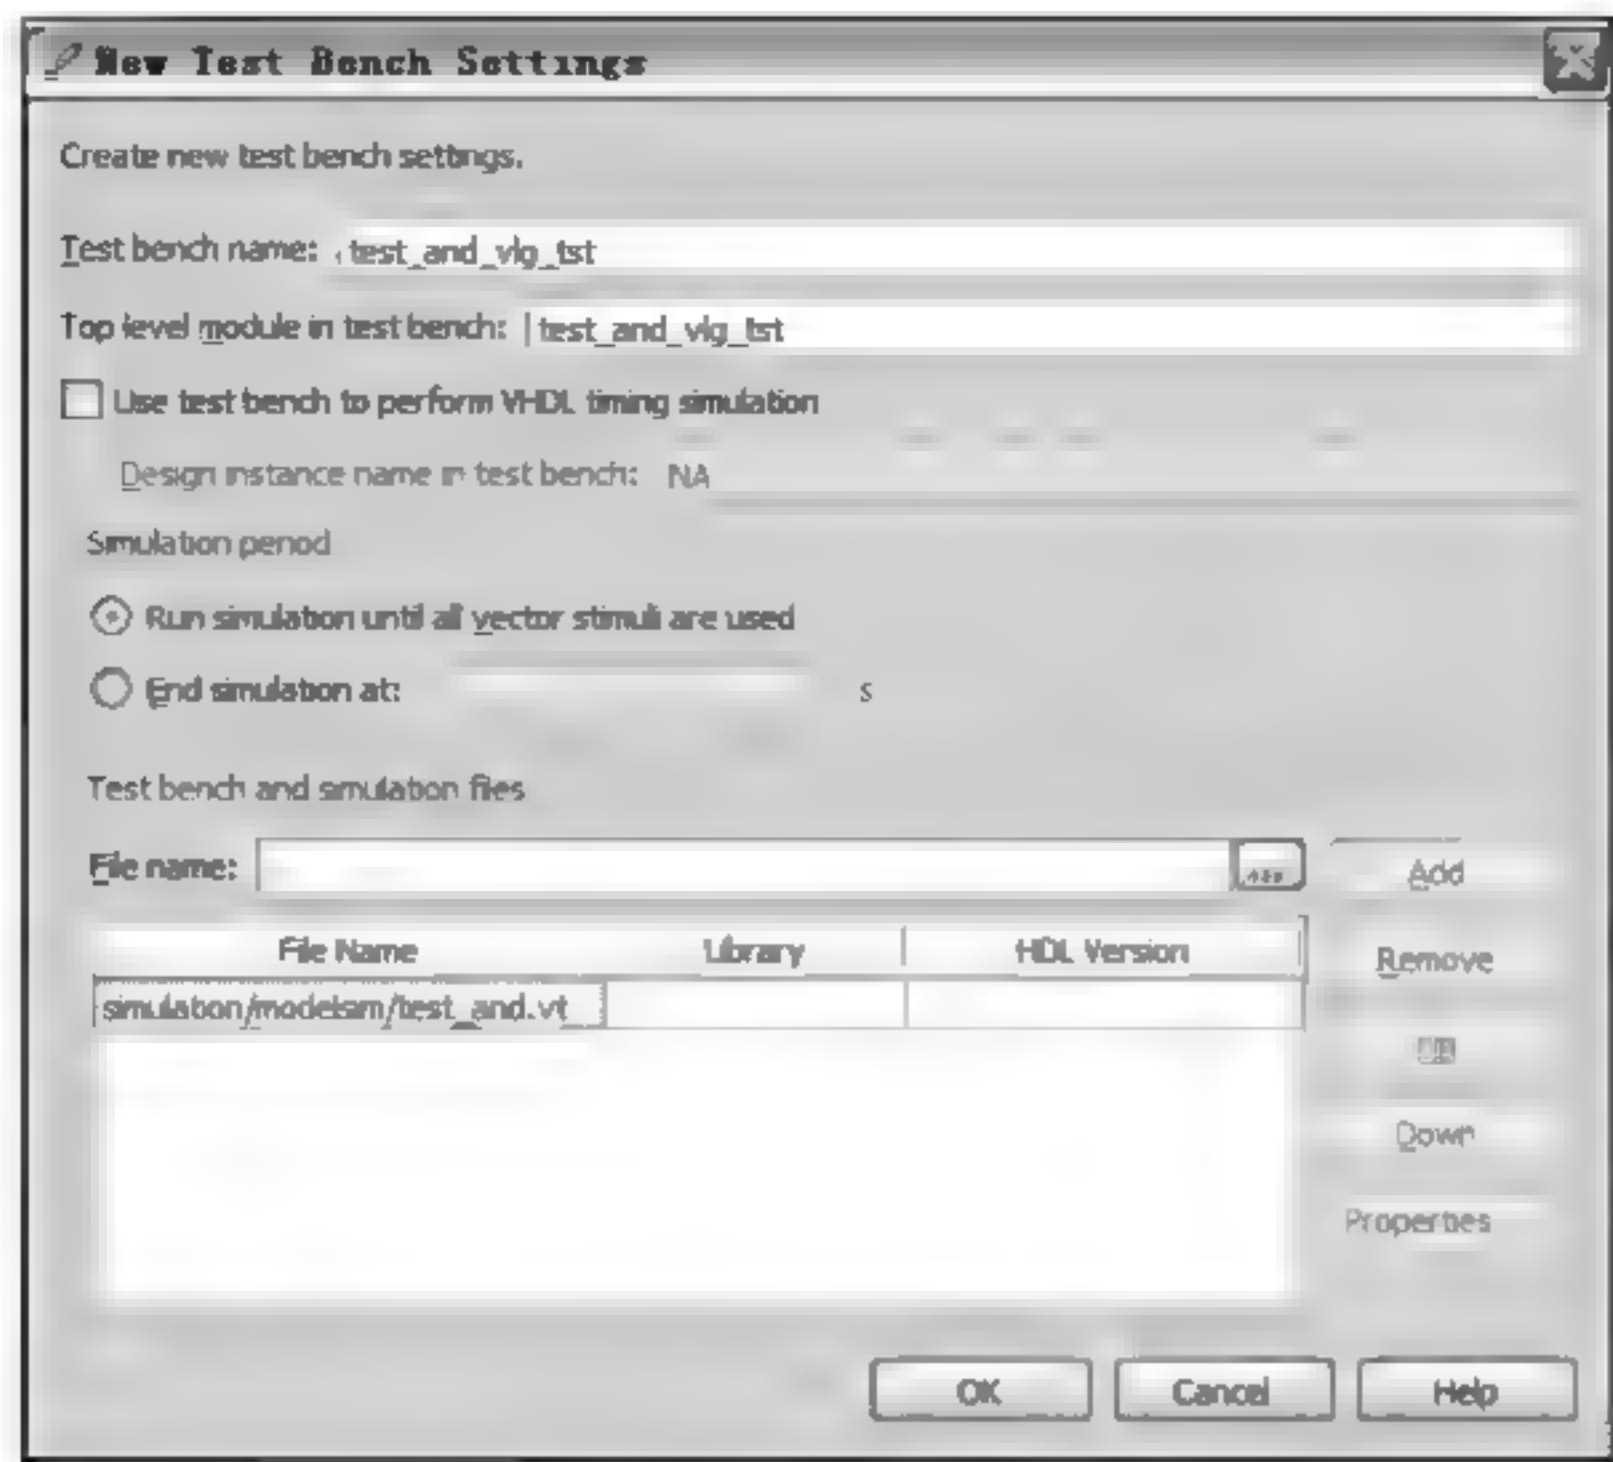 New Test Bench Settings
Create new test bench settings.
Test bench name: test_and_vlg_tst
Top level module in test bench: test_and_vlg_tst
Use test bench to perform VHDL timing simulation
Design instance name in test bench: NA
Simulation period
Run simulation until all vector stimuli are used
End simulation at: s
Test bench and simulation files
File name: ... Add
File Name Library HDL Version
Remove
simulation/modelsim/test_and.vt
Down
Properties
OK Cancel Help